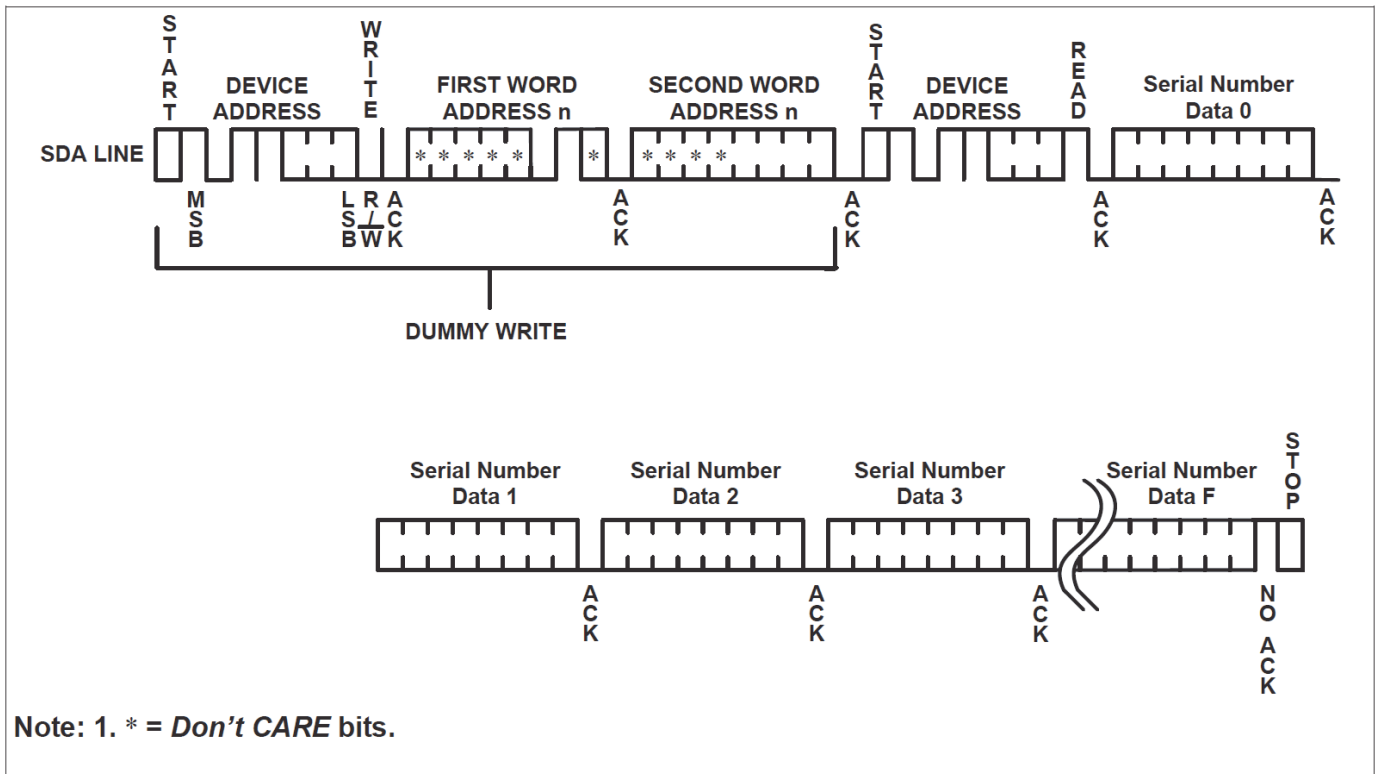 START
WRITE
START
READ
DEVICE
ADDRESS
FIRST WORD
ADDRESS n
SECOND WORD
ADDRESS n
DEVICE
ADDRESS
Serial Number
Data 0
SDA LINE
* * * * *
*
* * * *
MSB
LSB
R/W
ACK
ACK
ACK
ACK
ACK
DUMMY WRITE
Serial Number
Data 1
Serial Number
Data 2
Serial Number
Data 3
Serial Number
Data F
STOP
ACK
ACK
ACK
NO ACK
Note: 1. * = Don't CARE bits.